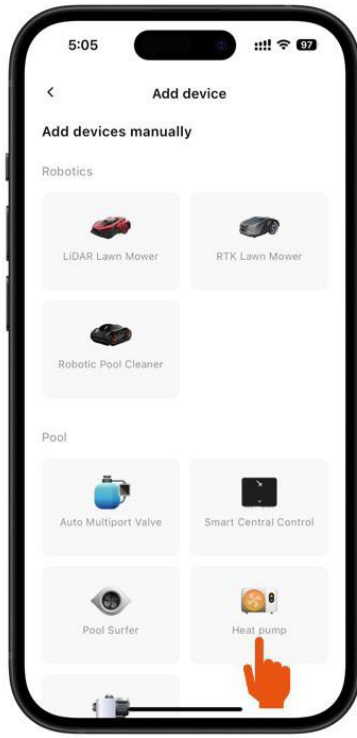 5:05
97
Add device
Add devices manually
Robotics
LiDAR Lawn Mower
RTK Lawn Mower
Robotic Pool Cleaner
Pool
Auto Multiport Valve
Smart Central Control
Pool Surfer
Heat pump